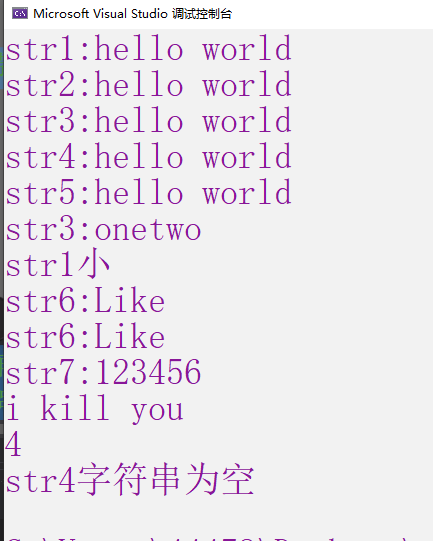 Microsoft Visual Studio 调试控制台
str1:hello world
str2:hello world
str3:hello world
str4:hello world
str5:hello world
str3:onetwo
str1小
str6:Like
str6:Like
str7:123456
i kill you
4
str4字符串为空